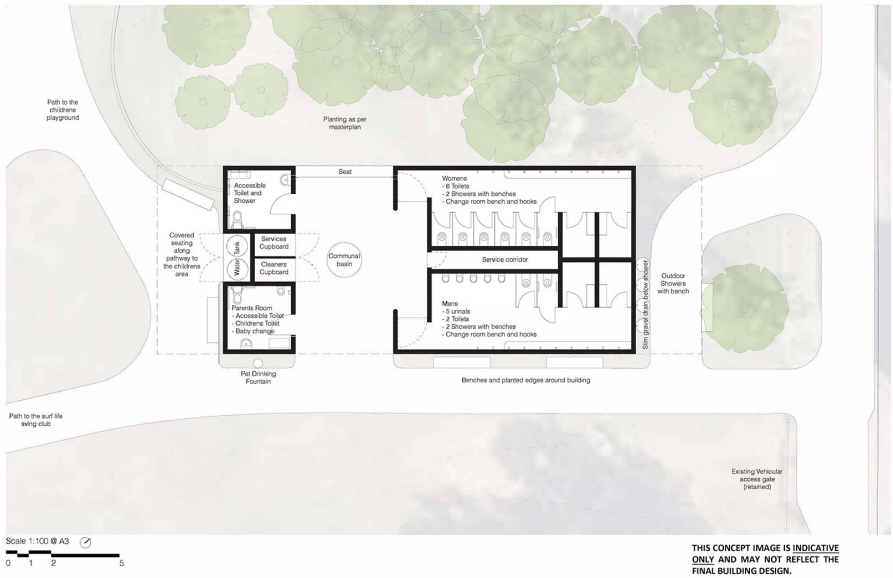 Path to the
childrens
playground
Planting as per
masterplan
Seat
Accessible
Toilet and
Shower
Womens
- 6 Toilets
- 2 Showers with benches
- Change room bench and hooks
Covered
seating
along
pathway to
the childrens
area
Water Tank
Services
Cupboard
Cleaners
Cupboard
Communal
basin
Service corridor
Slim gravel drain below shower
Outdoor
Showers
with bench
Parents Room
- Accessible Toilet
- Childrens Toilet
- Baby change
Mens
- 5 urinals
- 2 Toilets
- 2 Showers with benches
- Change room bench and hooks
Pet Drinking
Fountain
Benches and planted edges around building
Path to the surf life
sving club
Existing Vehicular
access gate
(retained)
Scale 1:100 @ A3
0 1 2 5
THIS CONCEPT IMAGE IS INDICATIVE
ONLY AND MAY NOT REFLECT THE
FINAL BUILDING DESIGN.